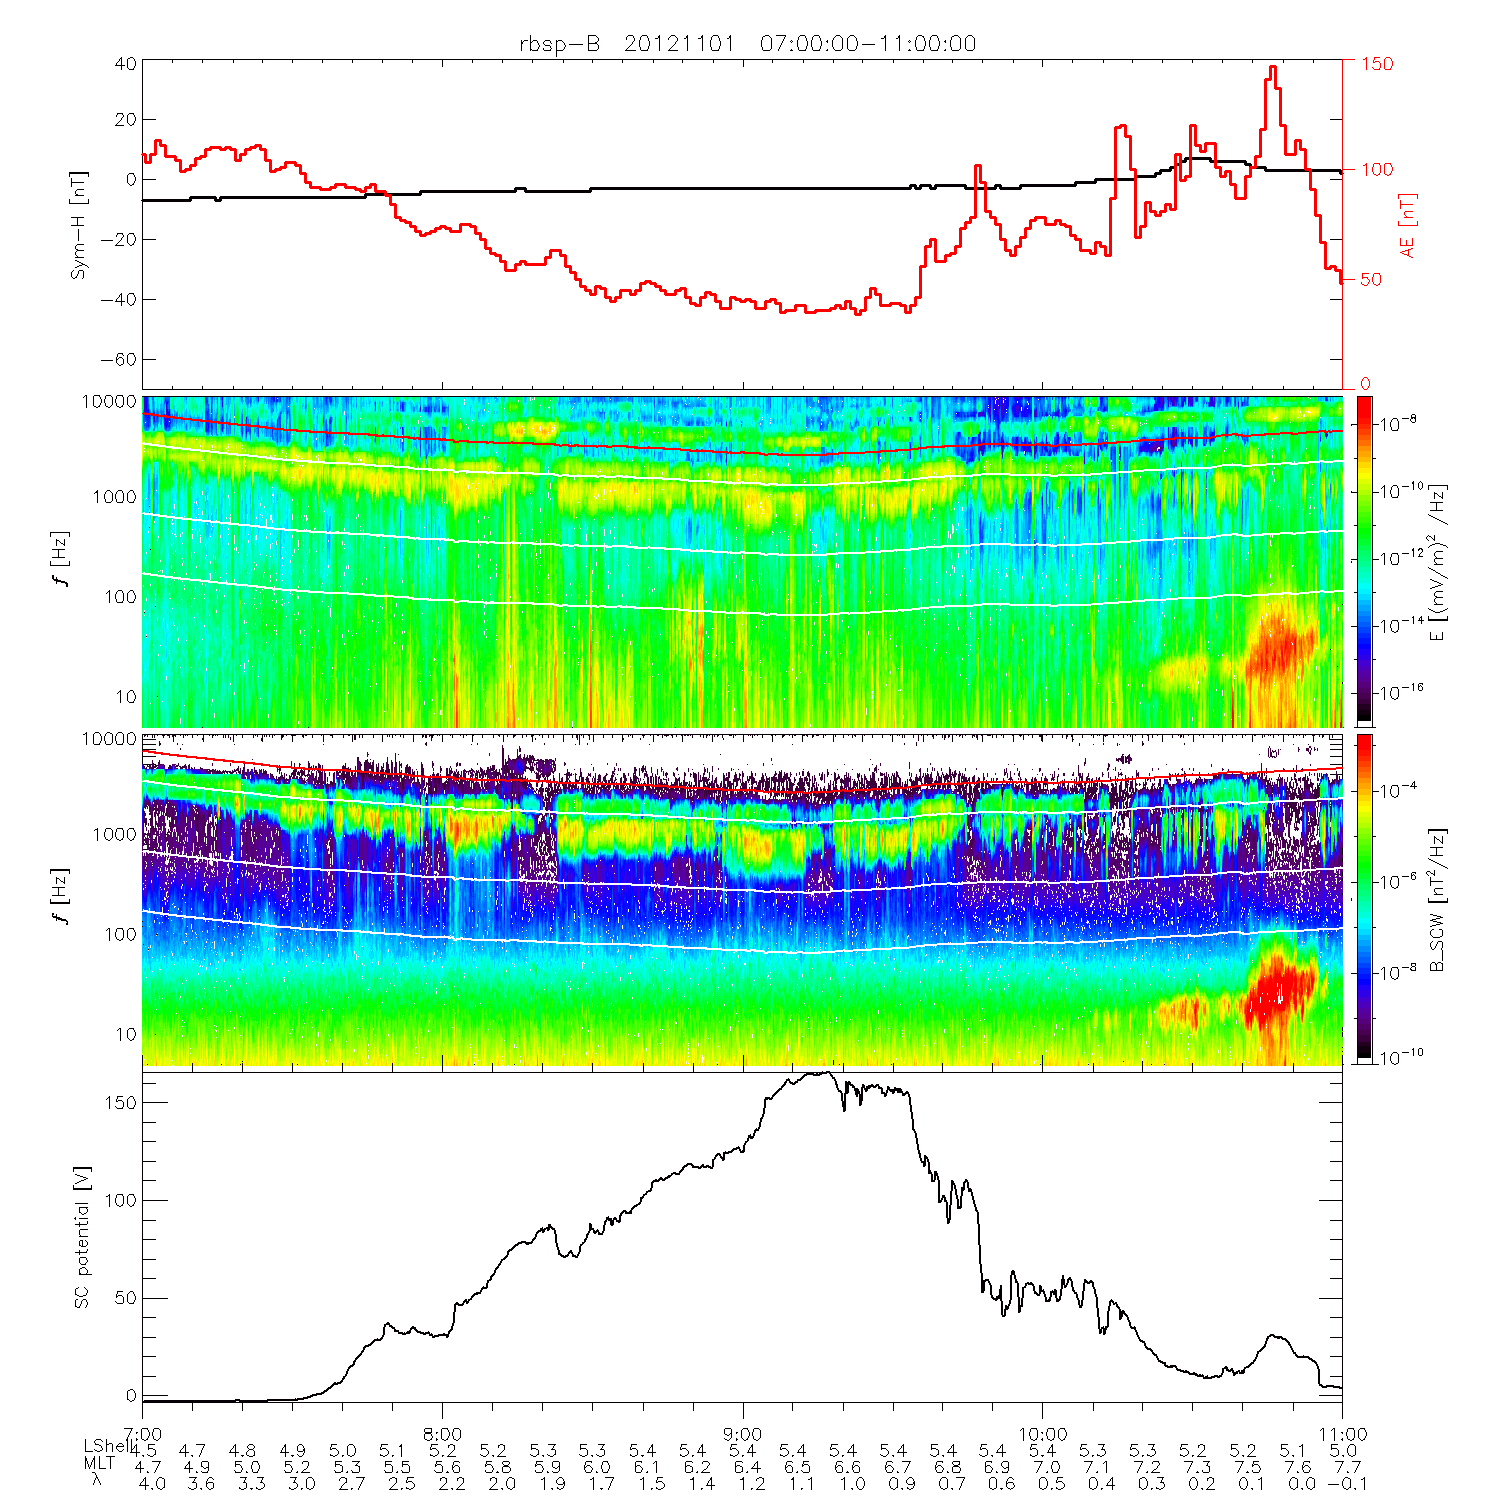 rbsp-B 20121101 07:00:00-11:00:00
40
20
0
-20
-40
-60
Sym-H [nT]
150
100
50
0
AE [nT]
10000
1000
100
10
f [Hz]
10-8
10-10
10-12
10-14
10-16
E [(mV/m)2 /Hz]
10000
1000
100
10
f [Hz]
10-4
10-6
10-8
10-10
B_SCW [nT2/Hz]
150
100
50
0
SC potential [V]
7:00 8:00 9:00 10:00 11:00
LShell 4.5 4.7 4.8 4.9 5.0 5.1 5.2 5.2 5.3 5.3 5.4 5.4 5.4 5.4 5.4 5.4 5.4 5.4 5.4 5.3 5.3 5.2 5.2 5.1 5.0
MLT 4.7 4.9 5.0 5.2 5.3 5.5 5.6 5.8 5.9 6.0 6.1 6.2 6.4 6.5 6.6 6.7 6.8 6.9 7.0 7.1 7.2 7.3 7.5 7.6 7.7
λ 4.0 3.6 3.3 3.0 2.7 2.5 2.2 2.0 1.9 1.7 1.5 1.4 1.2 1.1 1.0 0.9 0.7 0.6 0.5 0.4 0.3 0.2 0.1 0.0 -0.1